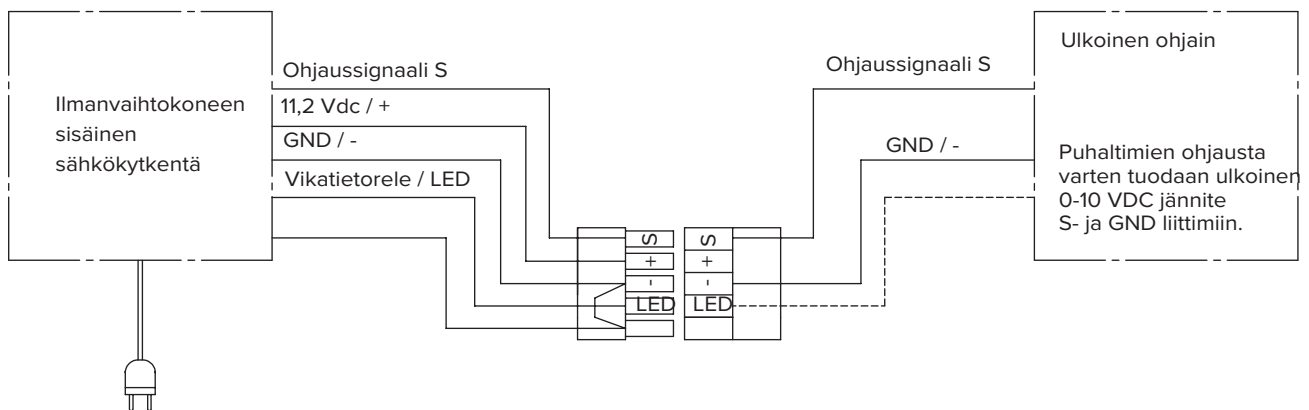 Ilmanvaihtokoneen
sisäinen
sähkökytkentä
Ohjaussignaali S
11,2 Vdc / +
GND / -
Vikatietorele / LED
S
+
-
LED
S
+
-
LED
Ohjaussignaali S
GND / -
Ulkoinen ohjain
Puhaltimien ohjausta
varten tuodaan ulkoinen
0-10 VDC jännite
S- ja GND liittimiin.